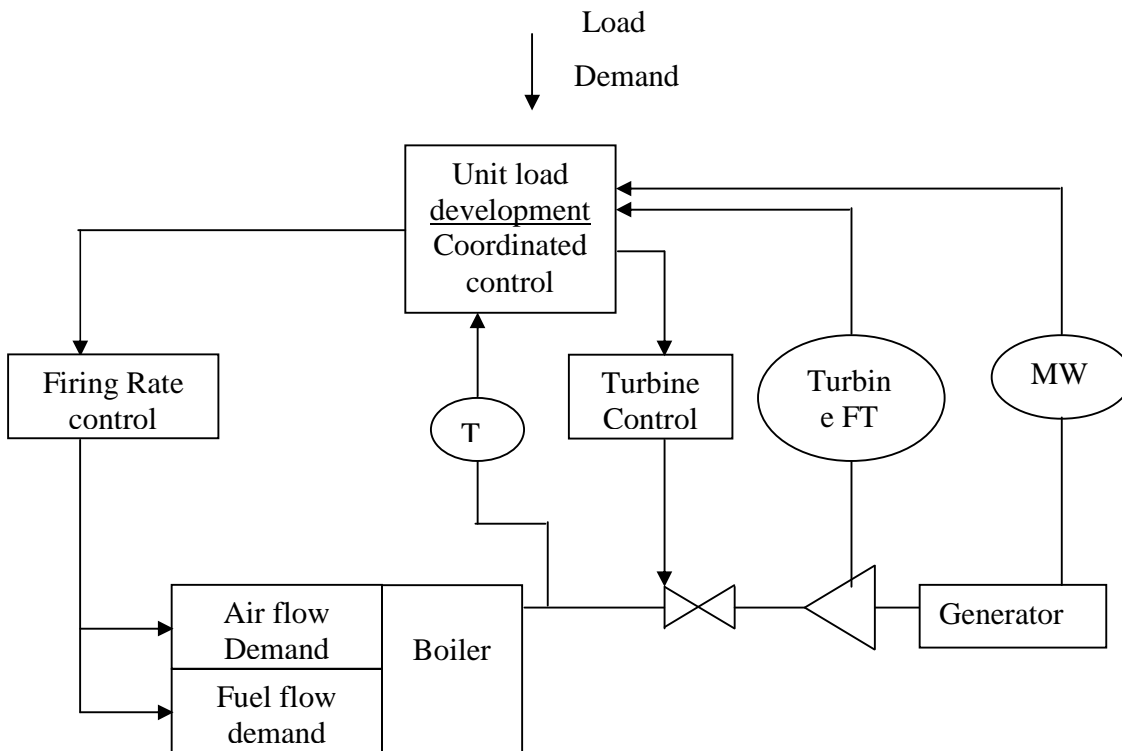 Load
Demand
Unit load
development
Coordinated
control
Firing Rate
control
T
Turbine
Control
Turbin
e FT
MW
Air flow
Demand
Boiler
Fuel flow
demand
Generator